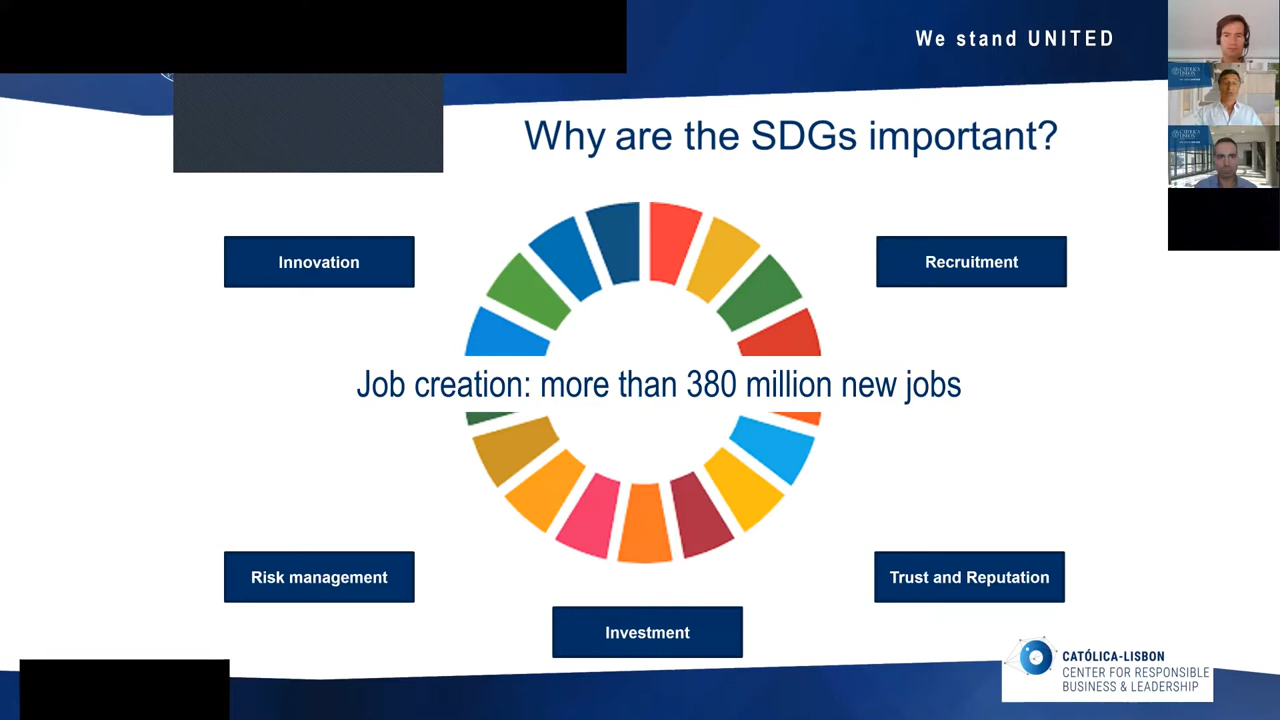 We stand UNITED
Why are the SDGs important?
Innovation
Recruitment
Job creation: more than 380 million new jobs
Risk management
Trust and Reputation
Investment
CATÓLICA-LISBON
CENTER FOR RESPONSIBLE
BUSINESS & LEADERSHIP